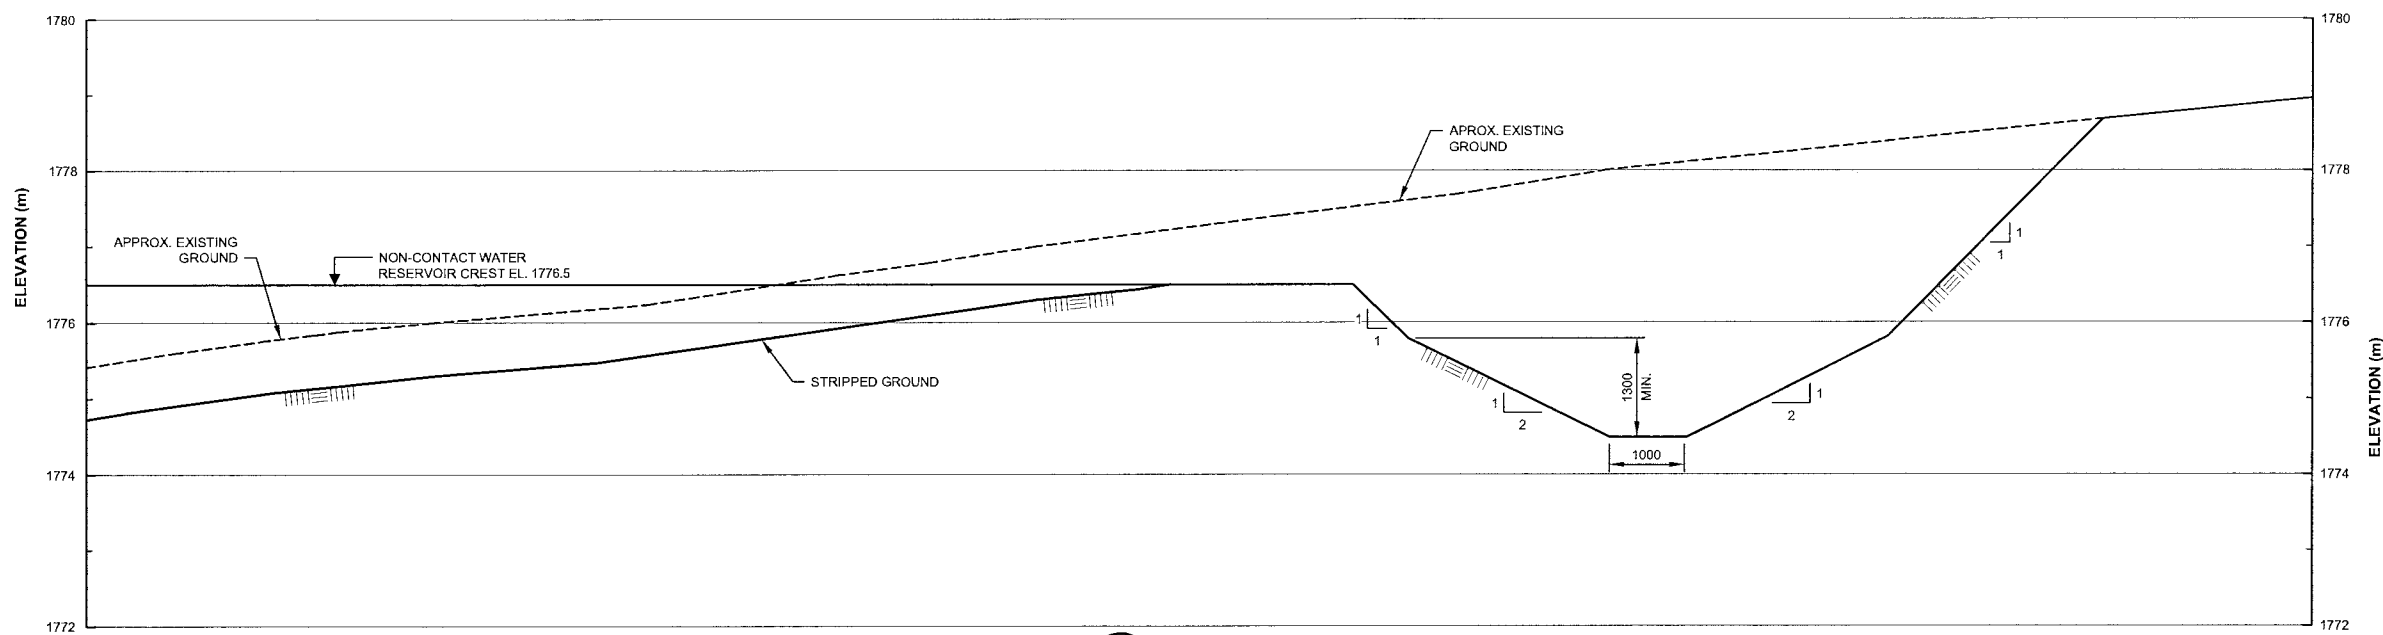 1780
1780
APROX. EXISTING
GROUND
1778
1778
ELEVATION (m)
APPROX. EXISTING
GROUND
NON-CONTACT WATER
RESERVOIR CREST EL. 1776.5
1
1
1776
1776
1
1
ELEVATION (m)
STRIPPED GROUND
1300
MIN.
1
2
1
2
1000
1774
1774
1772
1772